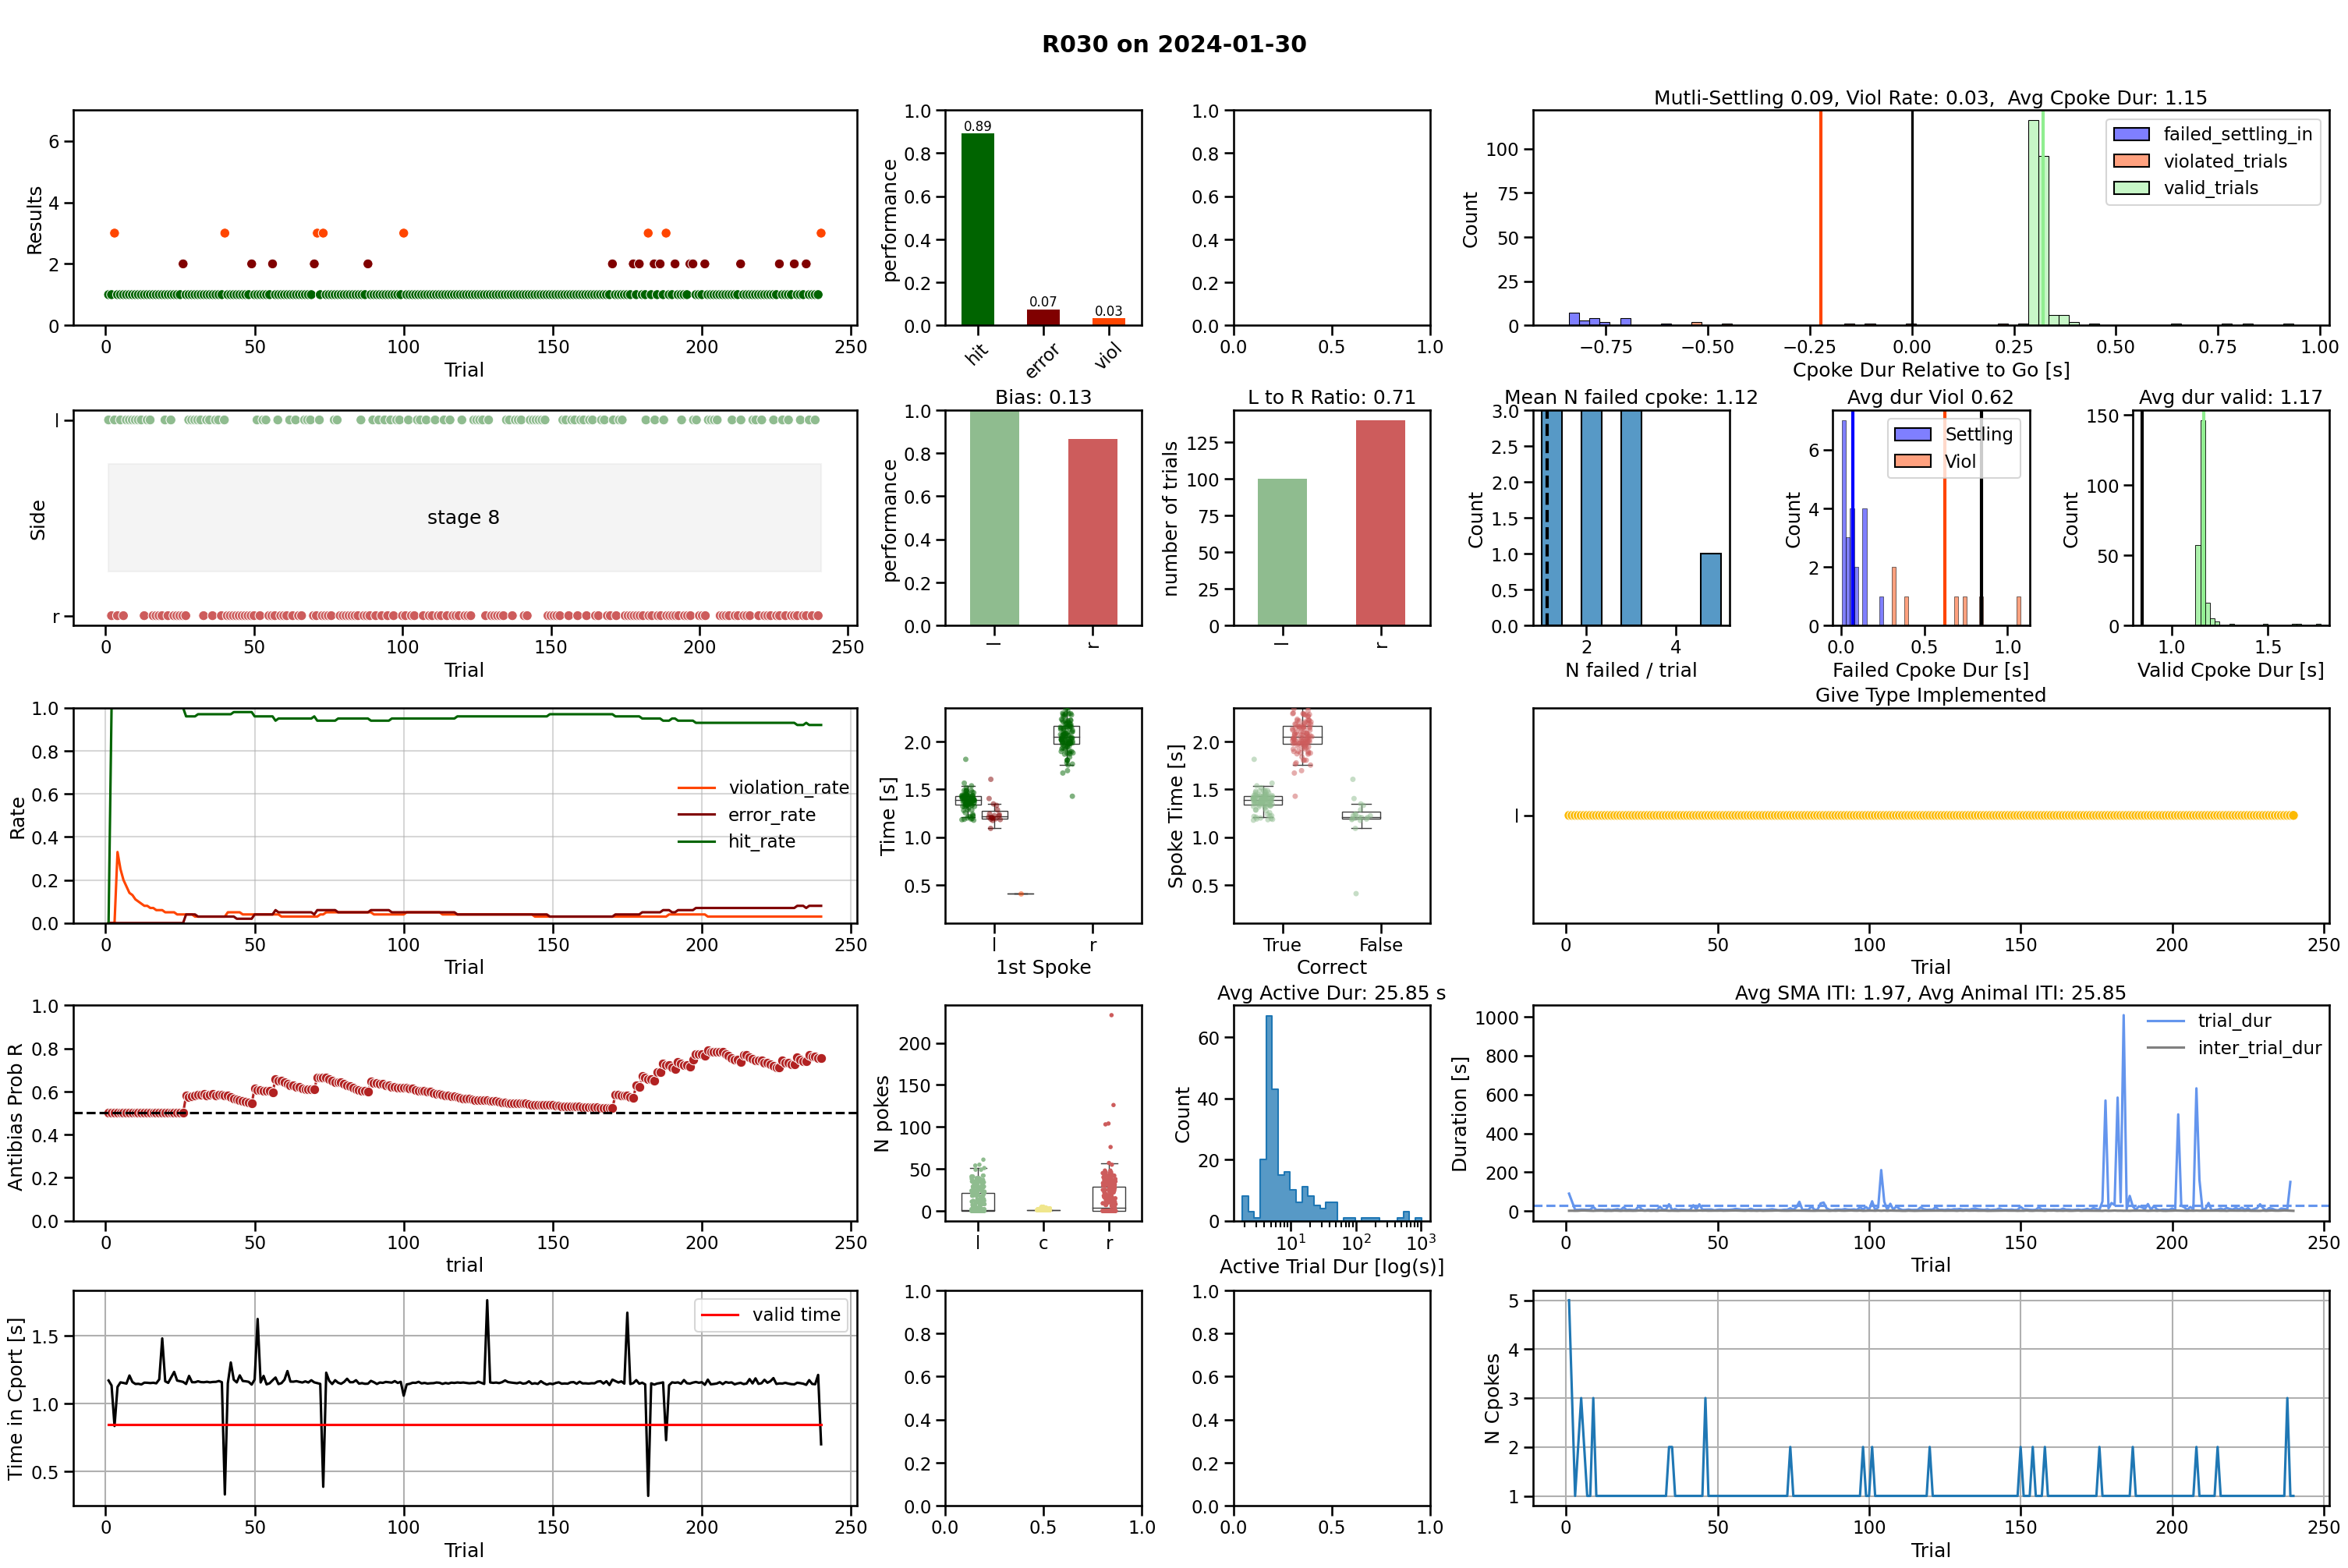 R030 on 2024-01-30
Results
6
4
2
0
0
50
100
150
200
250
Trial
performance
1.0
0.8
0.6
0.4
0.2
0.0
0.89
0.07
0.03
hit
error
viol
1.0
0.8
0.6
0.4
0.2
0.0
0.0
0.5
1.0
Mutli-Settling 0.09, Viol Rate: 0.03,  Avg Cpoke Dur: 1.15
Count
100
75
50
25
0
failed_settling_in
violated_trials
valid_trials
−0.75
−0.50
−0.25
0.00
0.25
0.50
0.75
1.00
Cpoke Dur Relative to Go [s]
Side
l
r
stage 8
0
50
100
150
200
250
Trial
Bias: 0.13
performance
1.0
0.8
0.6
0.4
0.2
0.0
l
r
L to R Ratio: 0.71
number of trials
125
100
75
50
25
0
l
r
Mean N failed cpoke: 1.12
Count
3.0
2.5
2.0
1.5
1.0
0.5
0.0
2
4
N failed / trial
Avg dur Viol 0.62
Count
6
4
2
0
Settling
Viol
0.0
0.5
1.0
Failed Cpoke Dur [s]
Avg dur valid: 1.17
Count
150
100
50
0
1.0
1.5
Valid Cpoke Dur [s]
Rate
1.0
0.8
0.6
0.4
0.2
0.0
violation_rate
error_rate
hit_rate
0
50
100
150
200
250
Trial
Time [s]
2.0
1.5
1.0
0.5
l
r
1st Spoke
Spoke Time [s]
2.0
1.5
1.0
0.5
True
False
Correct
Give Type Implemented
l
0
50
100
150
200
250
Trial
Antibias Prob R
1.0
0.8
0.6
0.4
0.2
0.0
0
50
100
150
200
250
trial
N pokes
200
150
100
50
0
l
c
r
Avg Active Dur: 25.85 s
Count
60
40
20
0
10¹
10²
10³
Active Trial Dur [log(s)]
Avg SMA ITI: 1.97, Avg Animal ITI: 25.85
Duration [s]
1000
800
600
400
200
0
trial_dur
inter_trial_dur
0
50
100
150
200
250
Trial
Time in Cport [s]
1.5
1.0
0.5
valid time
0
50
100
150
200
250
Trial
1.0
0.8
0.6
0.4
0.2
0.0
0.0
0.5
1.0
1.0
0.8
0.6
0.4
0.2
0.0
0.0
0.5
1.0
N Cpokes
5
4
3
2
1
0
50
100
150
200
250
Trial